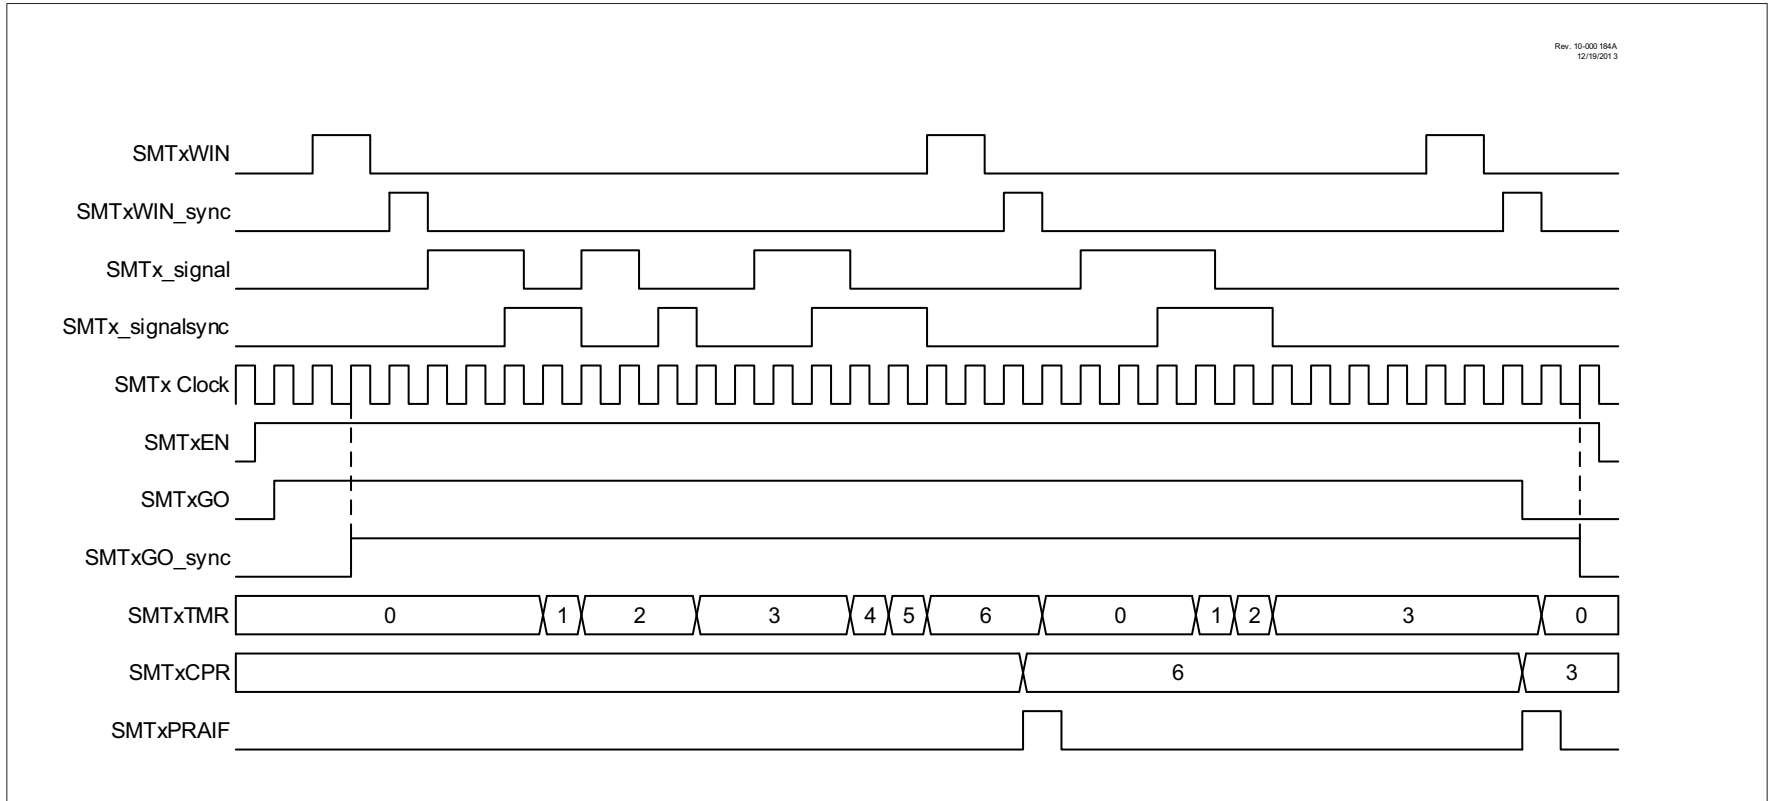 Rev. 10-000 184A
12/19/201 3
SMTxWIN
SMTxWIN_sync
SMTx_signal
SMTx_signalsync
SMTx Clock
SMTxEN
SMTxGO
SMTxGO_sync
SMTxTMR 0 1 2 3 4 5 6 0 1 2 3 0
SMTxCPR 6 3
SMTxPRAIF